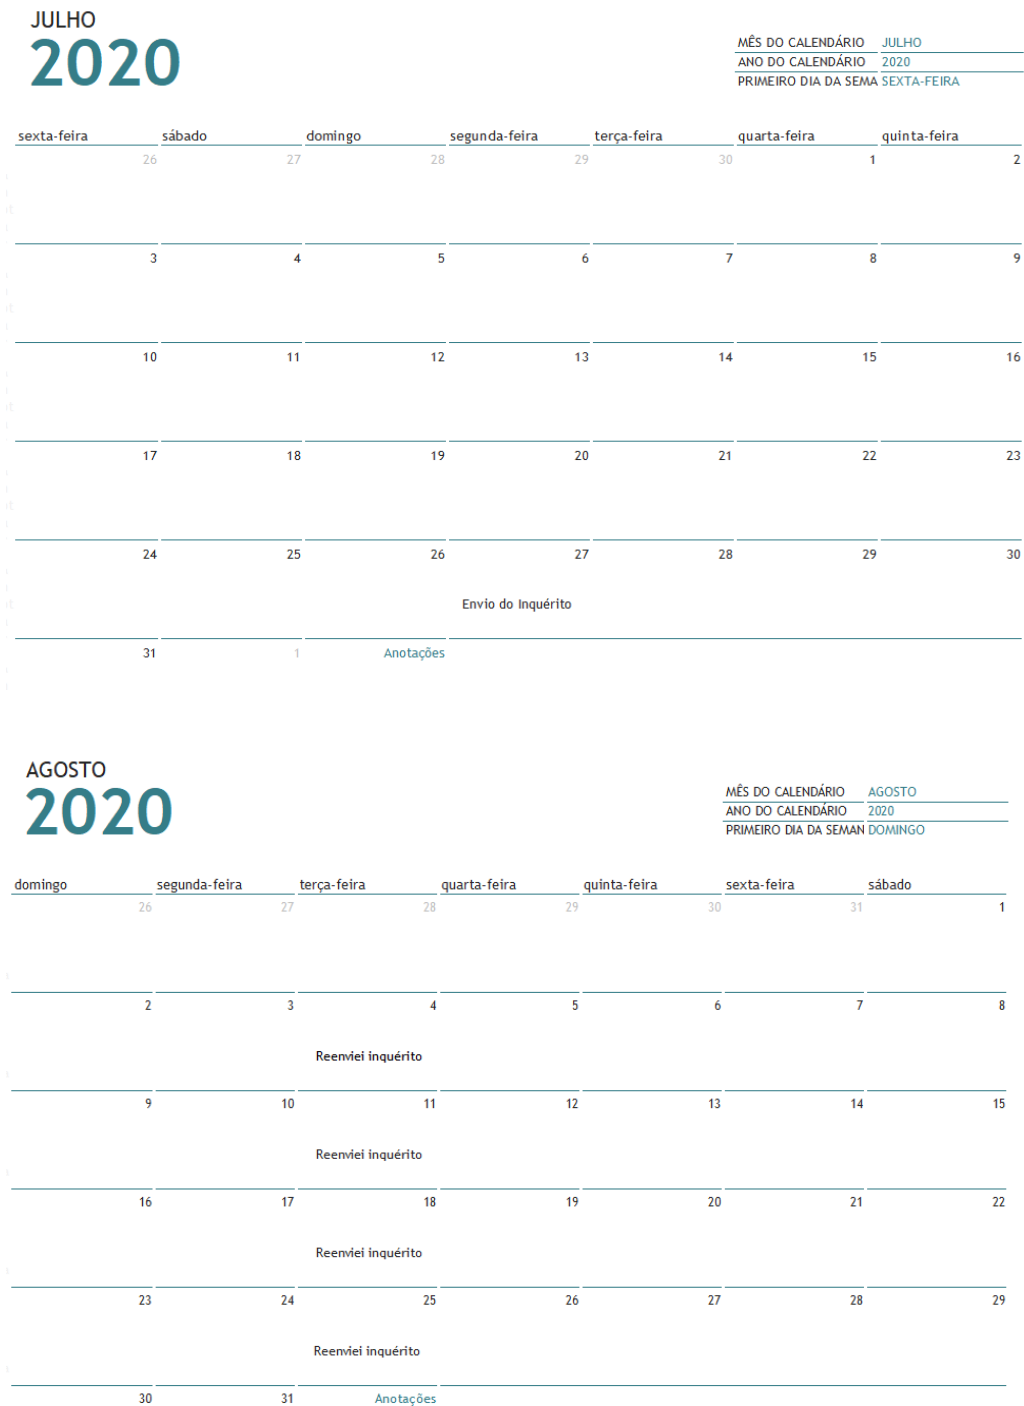 JULHO
2020
MÊS DO CALENDÁRIO JULHO
ANO DO CALENDÁRIO 2020
PRIMEIRO DIA DA SEMA SEXTA-FEIRA
sexta-feira sábado domingo segunda-feira terça-feira quarta-feira quinta-feira
26 27 28 29 30 1 2
3 4 5 6 7 8 9
10 11 12 13 14 15 16
17 18 19 20 21 22 23
24 25 26 27 28 29 30
Envio do Inquérito
31 1 Anotações
AGOSTO
2020
MÊS DO CALENDÁRIO AGOSTO
ANO DO CALENDÁRIO 2020
PRIMEIRO DIA DA SEMAN DOMINGO
domingo segunda-feira terça-feira quarta-feira quinta-feira sexta-feira sábado
26 27 28 29 30 31 1
2 3 4 5 6 7 8
Reenviei inquérito
9 10 11 12 13 14 15
Reenviei inquérito
16 17 18 19 20 21 22
Reenviei inquérito
23 24 25 26 27 28 29
Reenviei inquérito
30 31 Anotações